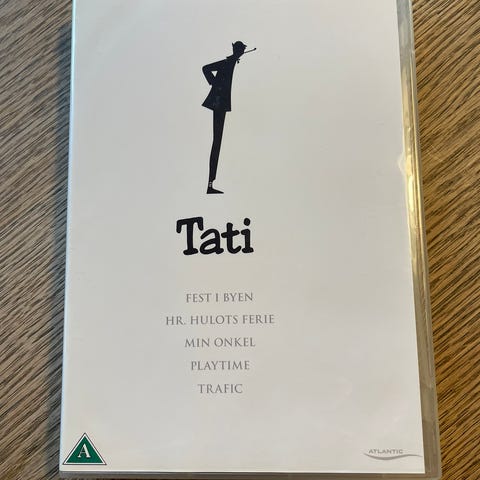 Tati
FEST I BYEN
HR. HULOTS FERIE
MIN ONKEL
PLAYTIME
TRAFIC
A
ATLANTIC